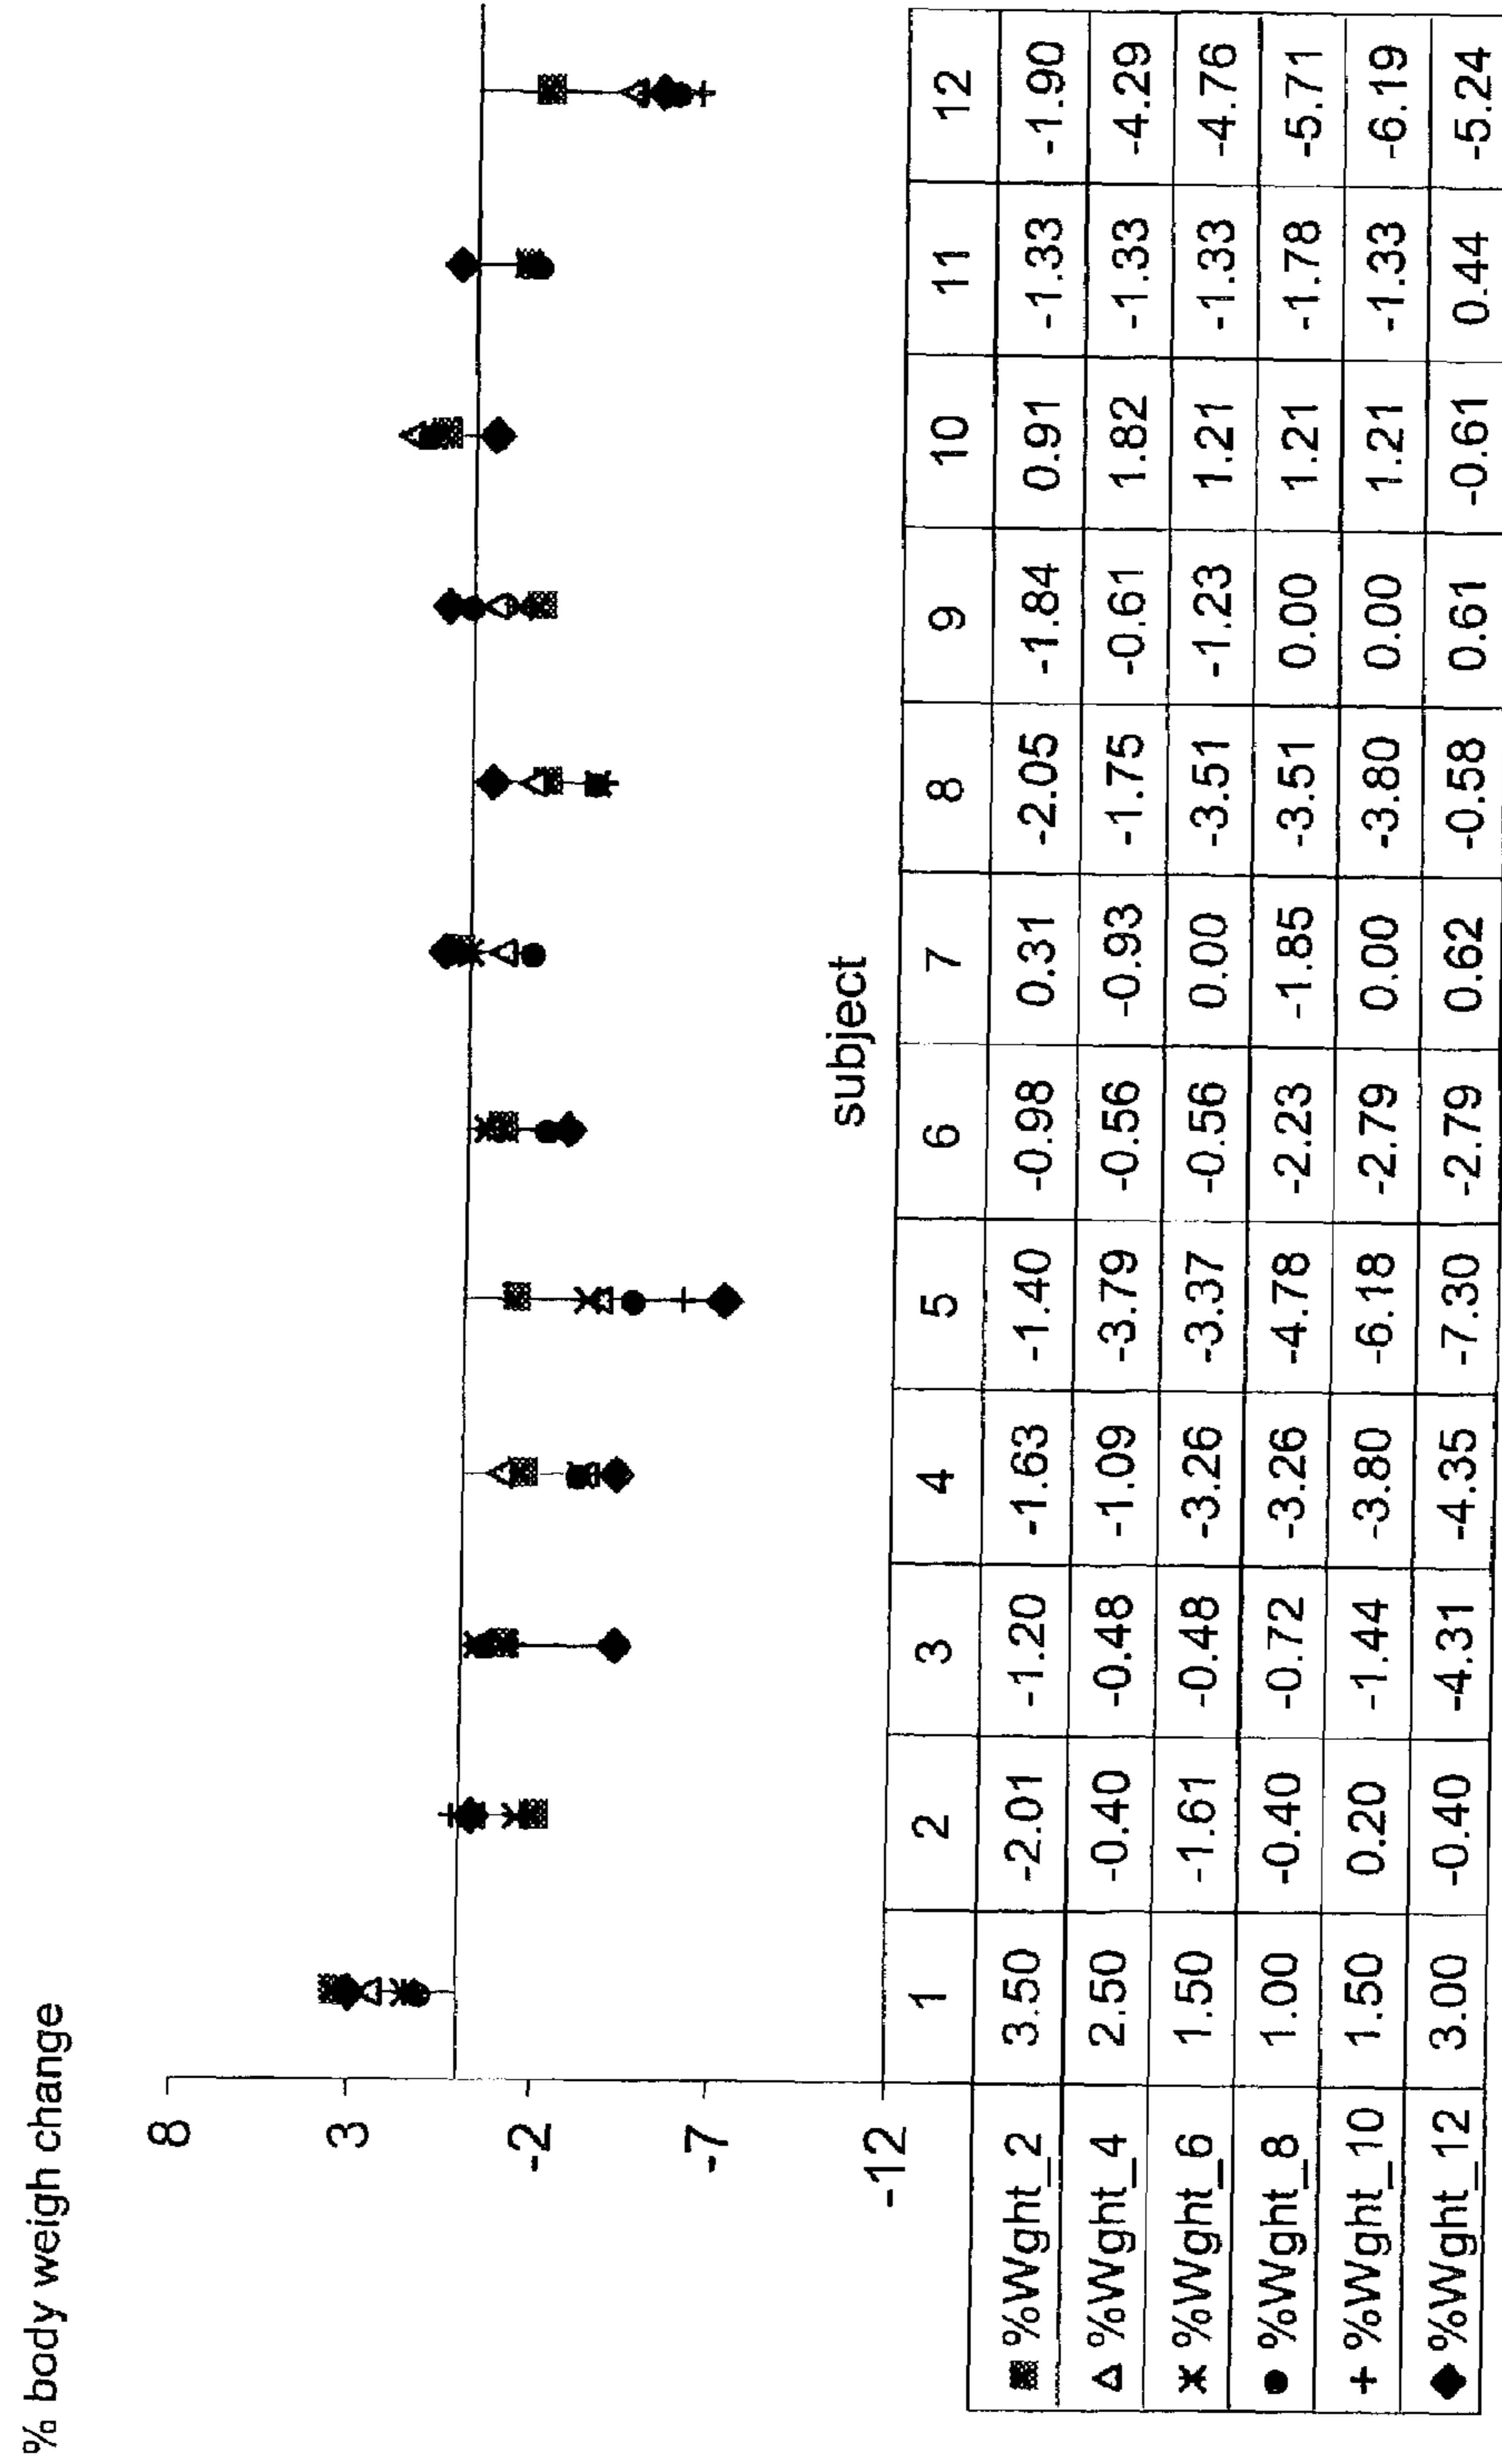 % body weigh change
8
3
-2
-7
-12
subject
1 2 3 4 5 6 7 8 9 10 11 12
%Wght_2 3.50 -2.01 -1.20 -1.63 -1.40 -0.98 0.31 -2.05 -1.84 0.91 -1.33 -1.90
%Wght_4 2.50 -0.40 -0.48 -1.09 -3.79 -0.56 -0.93 -1.75 -0.61 1.82 -1.33 -4.29
%Wght_6 1.50 -1.61 -0.48 -3.26 -3.37 -0.56 0.00 -3.51 -1.23 1.21 -1.33 -4.76
%Wght_8 1.00 -0.40 -0.72 -3.26 -4.78 -2.23 -1.85 -3.51 0.00 1.21 -1.78 -5.71
%Wght_10 1.50 0.20 -1.44 -3.80 -6.18 -2.79 0.00 -3.80 0.00 1.21 -1.33 -6.19
%Wght_12 3.00 -0.40 -4.31 -4.35 -7.30 -2.79 0.62 -0.58 0.61 -0.61 0.44 -5.24